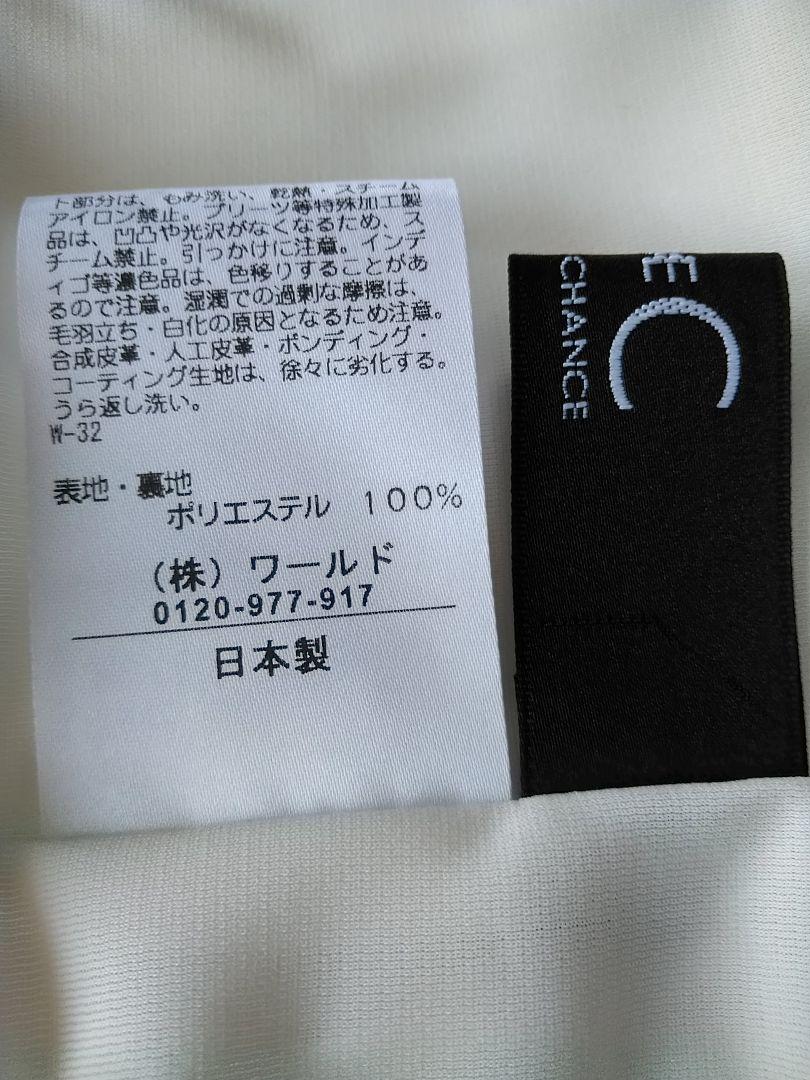 ト部分は、もみ洗い、乾熱・スチーム
アイロン禁止。プリーツ等特殊加工製
品は、凹凸や光沢がなくなるため、ス
チーム禁止。引っかけに注意。インデ
ィゴ等濃色品は、色移りすることがあ
るので注意。湿潤での過剰な摩擦は、
毛羽立ち・白化の原因となるため注意。
合成皮革・人工皮革・ボンディング・
コーティング生地は、徐々に劣化する。
うら返し洗い。
W-32
表地・裏地
ポリエステル 100%
(株) ワールド
0120-977-917
日本製
E C
CHANCE